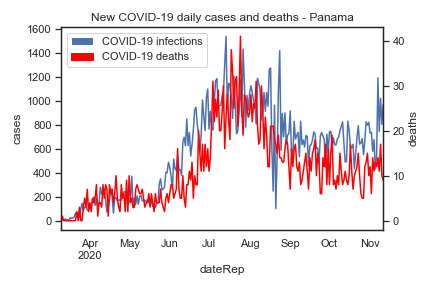 New COVID-19 daily cases and deaths - Panama
COVID-19 infections
COVID-19 deaths
1600
1400
1200
1000
800
600
400
200
0
cases
40
30
20
10
0
deaths
Apr May Jun Jul Aug Sep Oct Nov
2020
dateRep